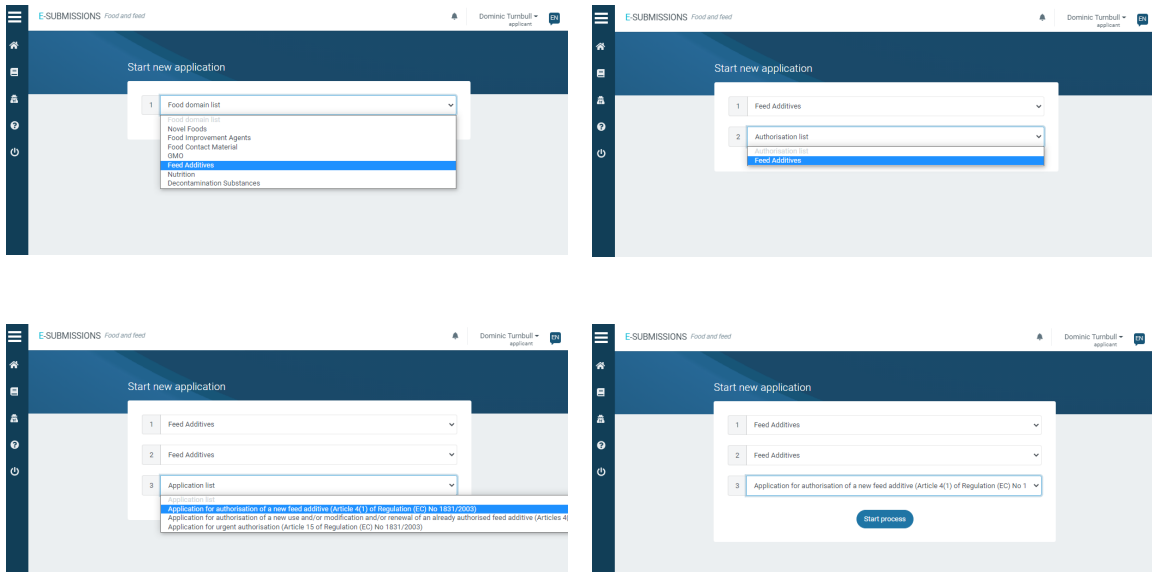 E-SUBMISSIONS Food and feed
Dominic Turnbull
applicant
EN
Start new application
1 Food domain list
Food domain list
Novel Foods
Food Improvement Agents
Food Contact Material
GMO
Feed Additives
Nutrition
Decontamination Substances
E-SUBMISSIONS Food and feed
Dominic Turnbull
applicant
EN
Start new application
1 Feed Additives
2 Authorisation list
Authorisation list
Feed Additives
E-SUBMISSIONS Food and feed
Dominic Turnbull
applicant
EN
Start new application
1 Feed Additives
2 Feed Additives
3 Application list
Application list
Application for authorisation of a new feed additive (Article 4(1) of Regulation (EC) No 1831/2003)
Application for authorisation of a new use and/or modification and/or renewal of an already authorised feed additive (Articles 4(
Application for urgent authorisation (Article 15 of Regulation (EC) No 1831/2003)
E-SUBMISSIONS Food and feed
Dominic Turnbull
applicant
EN
Start new application
1 Feed Additives
2 Feed Additives
3 Application for authorisation of a new feed additive (Article 4(1) of Regulation (EC) No 1
Start process